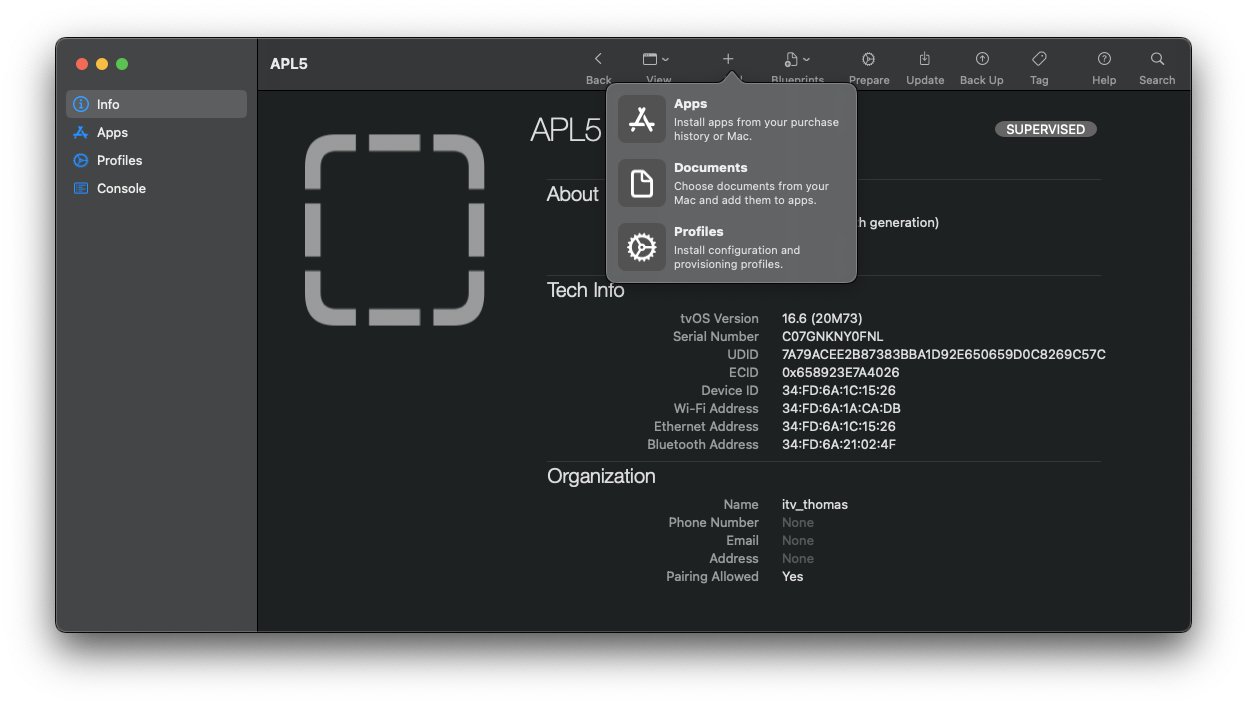 APL5
Back
View
Blueprints
Prepare
Update
Back Up
Tag
Help
Search
Info
Apps
Profiles
Console
Apps
Install apps from your purchase
history or Mac.
Documents
Choose documents from your
Mac and add them to apps.
Profiles
Install configuration and
provisioning profiles.
APL5
SUPERVISED
About
generation)
Tech Info
tvOS Version 16.6 (20M73)
Serial Number C07GNKNY0FNL
UDID 7A79ACEE2B87383BBA1D92E650659D0C8269C57C
ECID 0x658923E7A4026
Device ID 34:FD:6A:1C:15:26
Wi-Fi Address 34:FD:6A:1A:CA:DB
Ethernet Address 34:FD:6A:1C:15:26
Bluetooth Address 34:FD:6A:21:02:4F
Organization
Name itv_thomas
Phone Number None
Email None
Address None
Pairing Allowed Yes